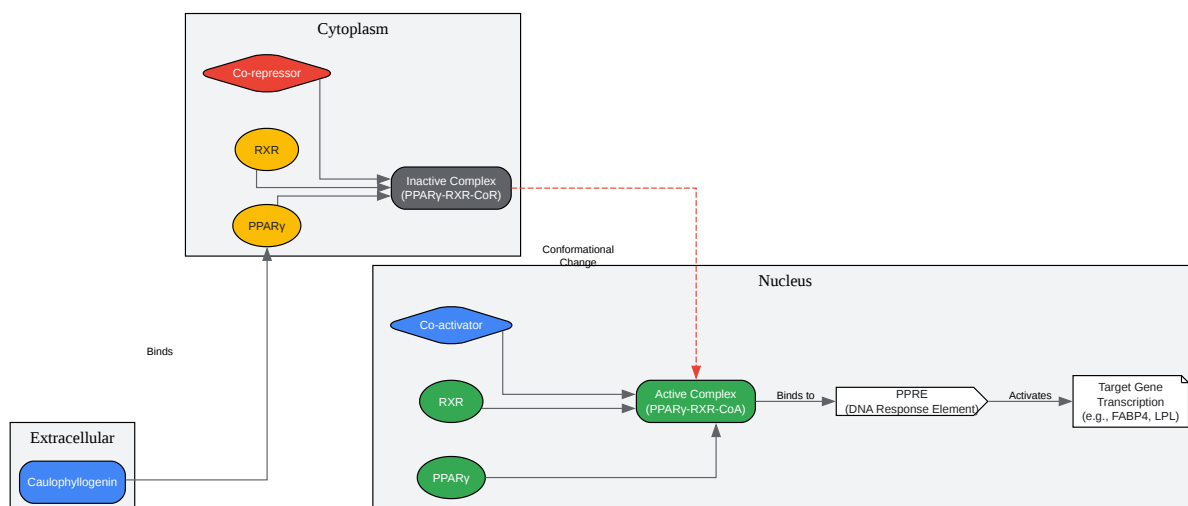 Cytoplasm
Co-repressor
RXR
Inactive Complex
(PPARγ-RXR-CoR)
PPARγ
Conformational
Change
Nucleus
Co-activator
Binds
RXR
Active Complex
(PPARγ-RXR-CoA)
Binds to
PPRE
(DNA Response Element)
Activates
Target Gene
Transcription
(e.g., FABP4, LPL)
Extracellular
Caulophyllogenin
PPARγ